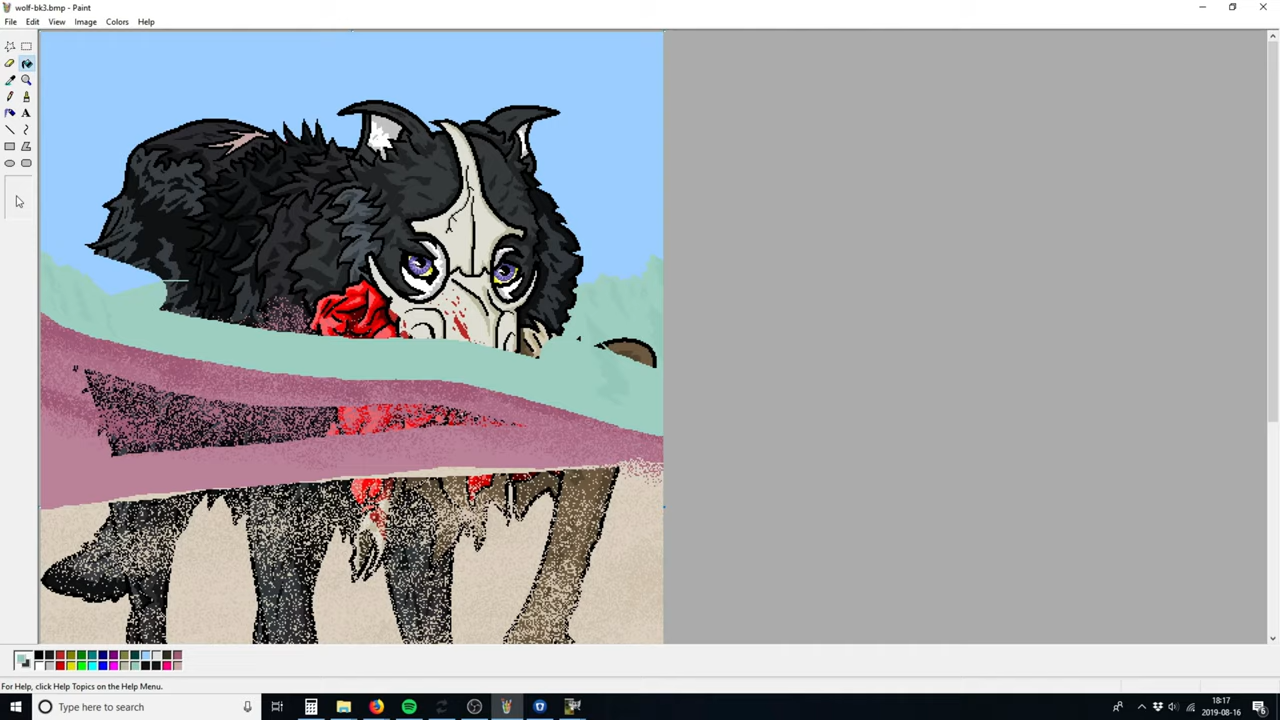 wolf-bk3.bmp - Paint
File Edit View Image Colors Help
A
For Help, click Help Topics on the Help Menu.
Type here to search
18:17
2019-08-16
6